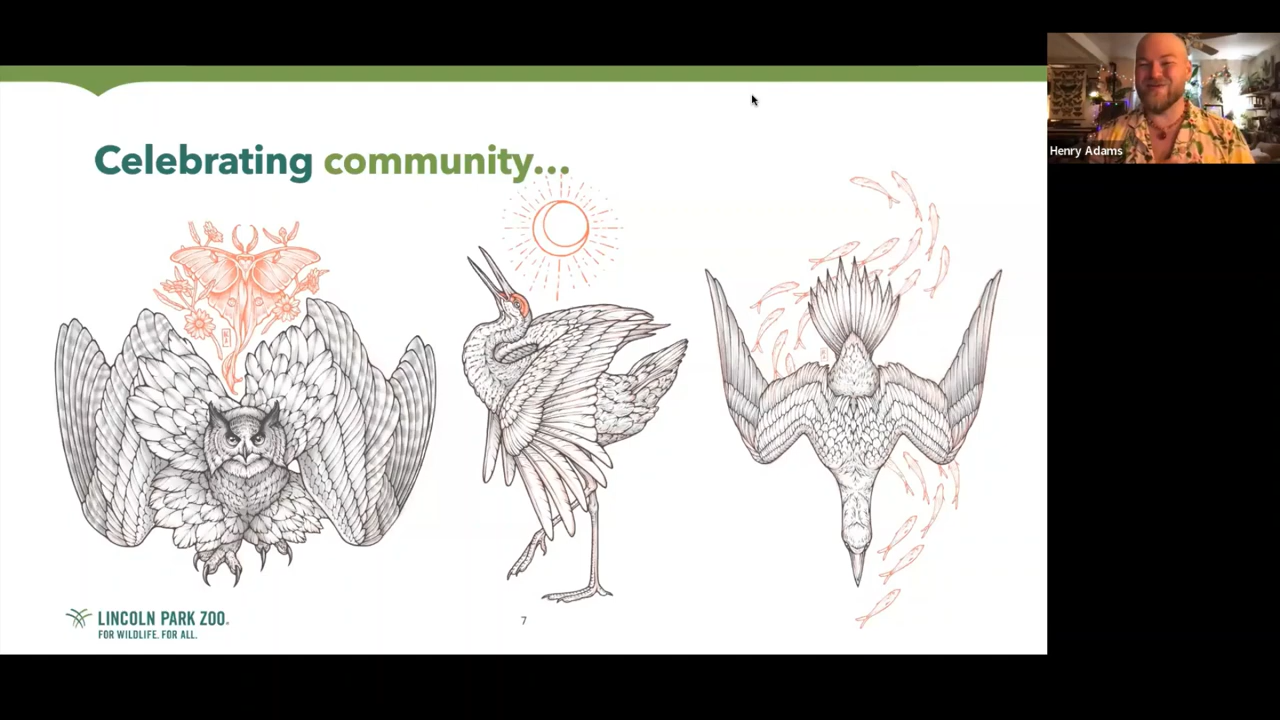 Celebrating community...
Henry Adams
LINCOLN PARK ZOO.
FOR WILDLIFE. FOR ALL.
7